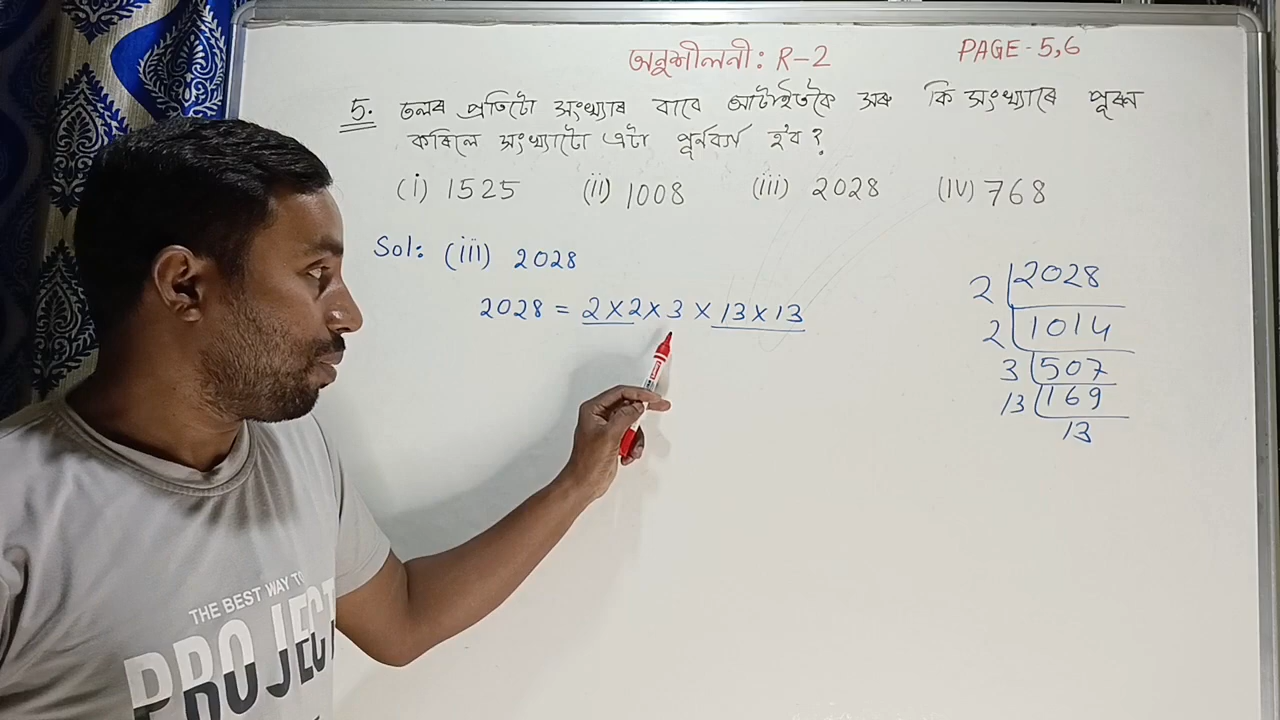 অনুশীলনী: R-2 PAGE-5,6
5. তলৰ প্ৰতিটো সংখ্যাৰ বাবে আটাইতকৈ সৰু কি সংখ্যাৰে পূৰণ
কৰিলে সংখ্যাটো এটা পূৰ্নবৰ্গ হ'ব ?
(i) 1525 (ii) 1008 (iii) 2028 (IV) 768
Sol: (iii) 2028
2028 = 2×2×3 × 13×13
2 2028
2 1014
3 507
13 169
13
THE BEST WAY TO
PROJECT